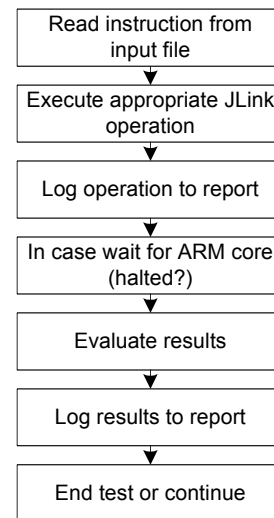 Read instruction from
input file
Execute appropriate JLink
operation
Log operation to report
In case wait for ARM core
(halted?)
Evaluate results
Log results to report
End test or continue